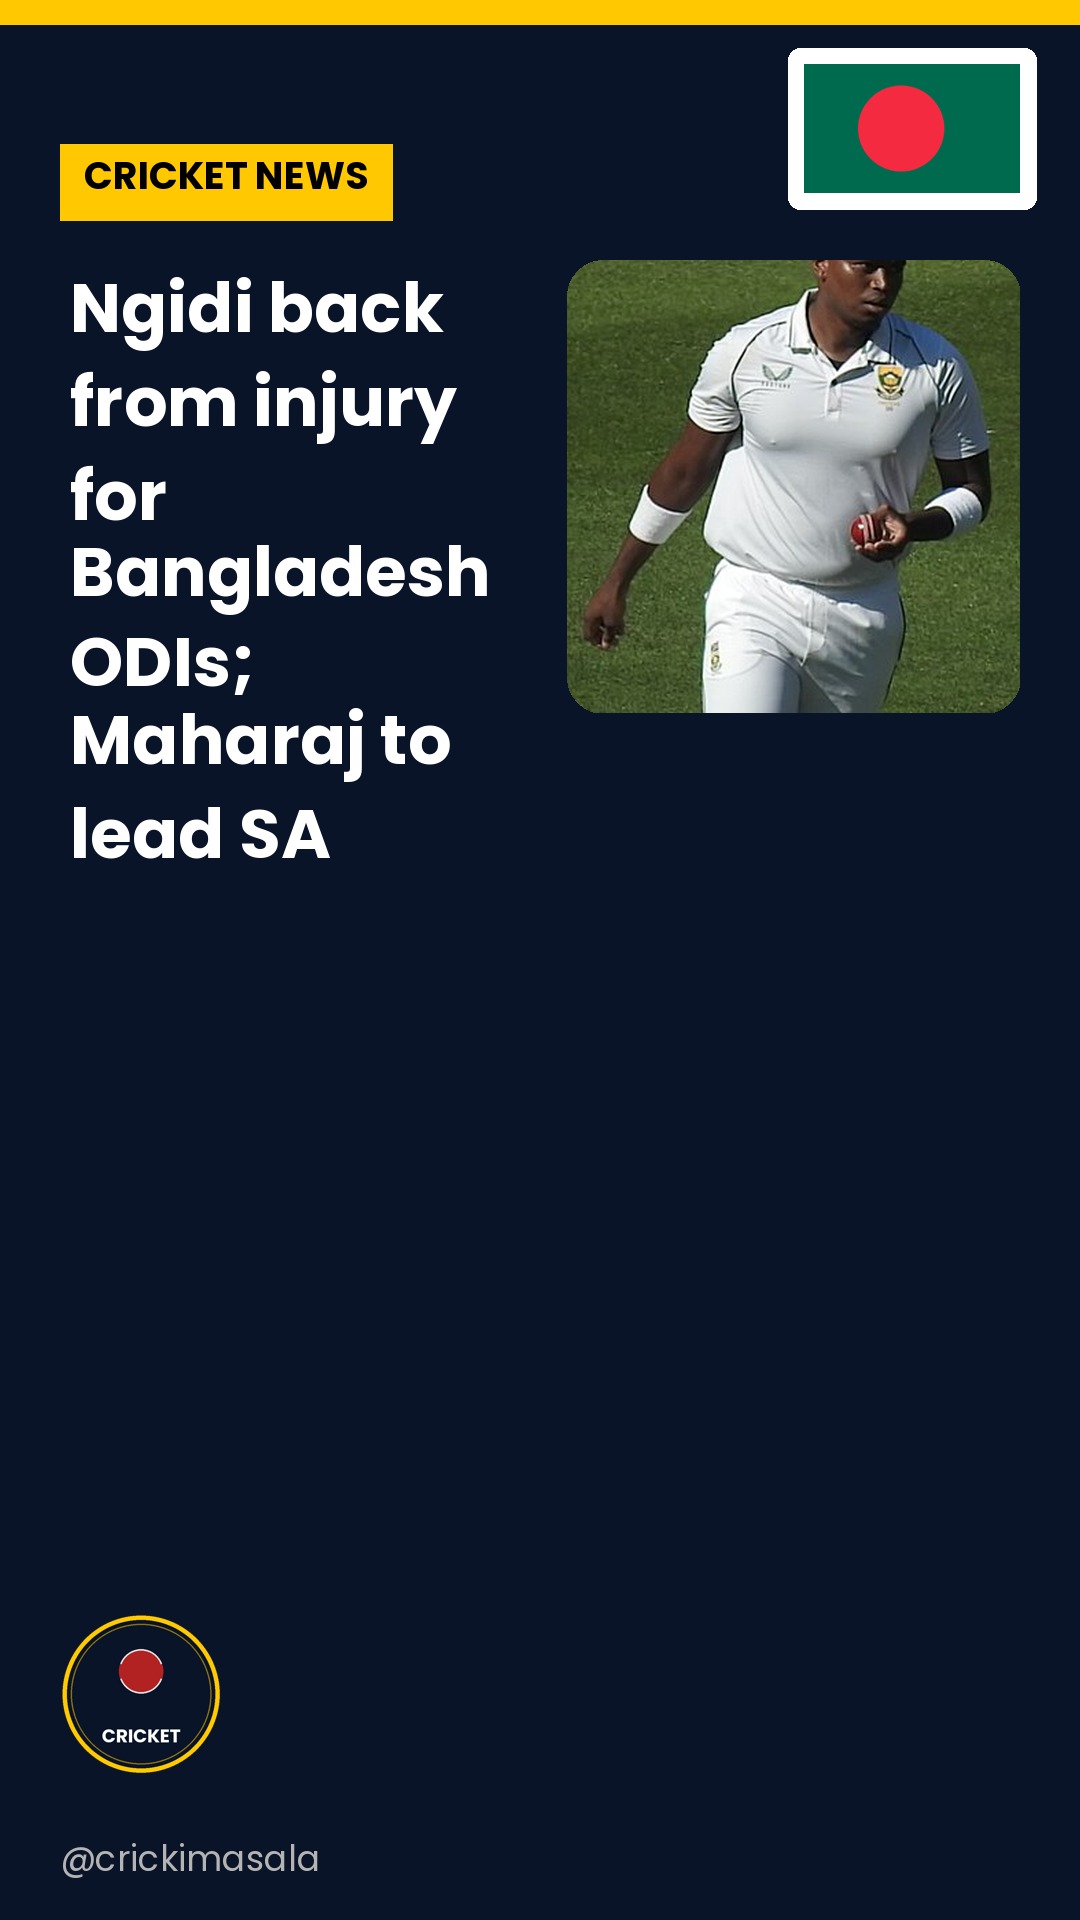 CRICKET NEWS
Ngidi back
from injury
for
Bangladesh
ODIs;
Maharaj to
lead SA
CRICKET
@crickimasala